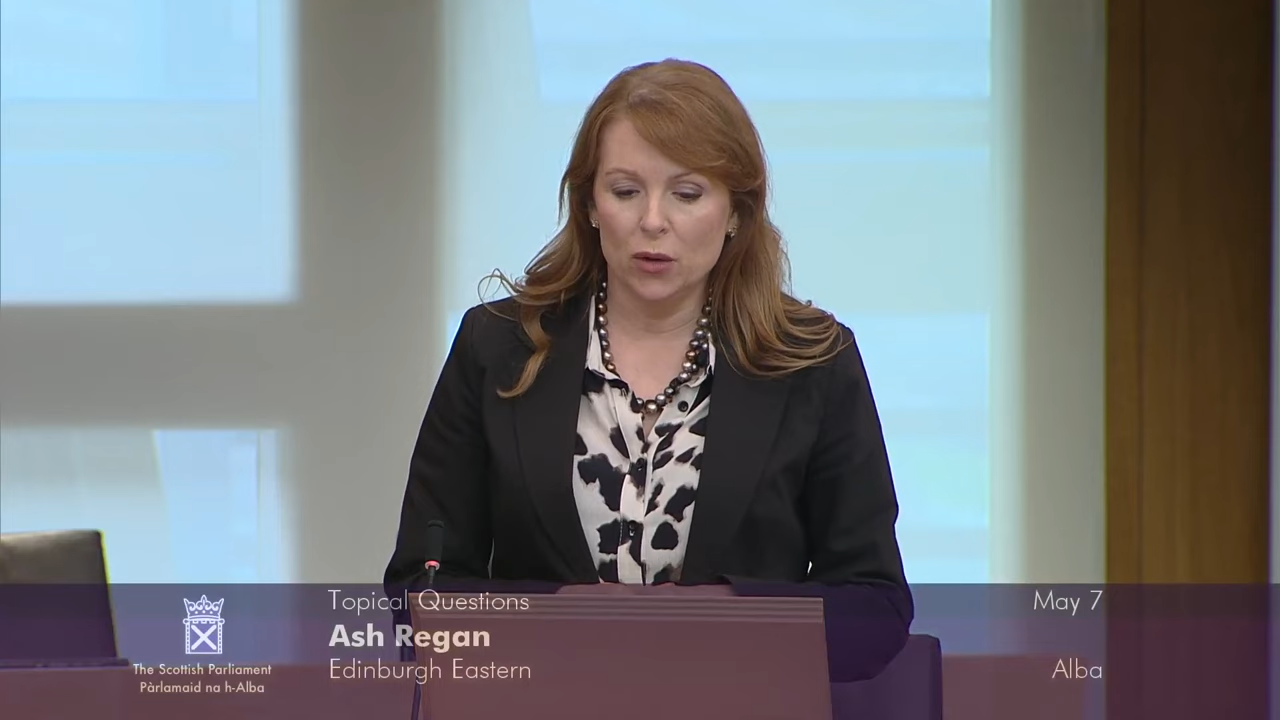 Topical Questions
May 7
Ash Regan
Edinburgh Eastern
Alba
The Scottish Parliament
Pàrlamaid na h-Alba